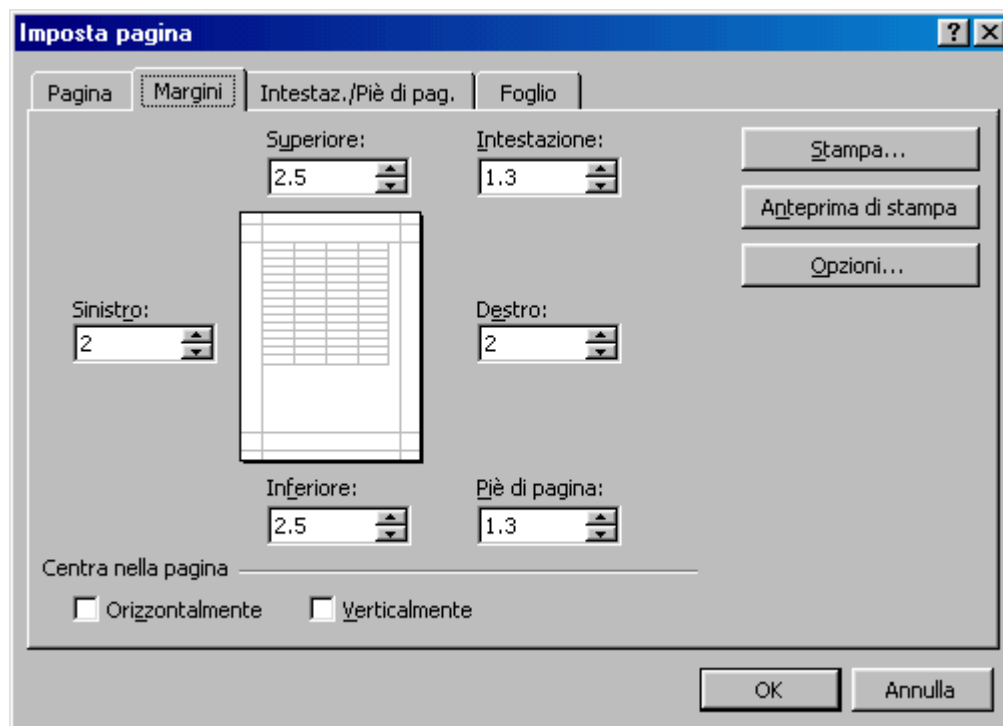 Imposta pagina
Pagina Margini Intestaz./Piè di pag. Foglio
Superiore: Intestazione:
2.5 1.3
Stampa...
Anteprima di stampa
Opzioni...
Sinistro: Destro:
2 2
Inferiore: Piè di pagina:
2.5 1.3
Centra nella pagina
Orizzontalmente Verticalmente
OK Annulla